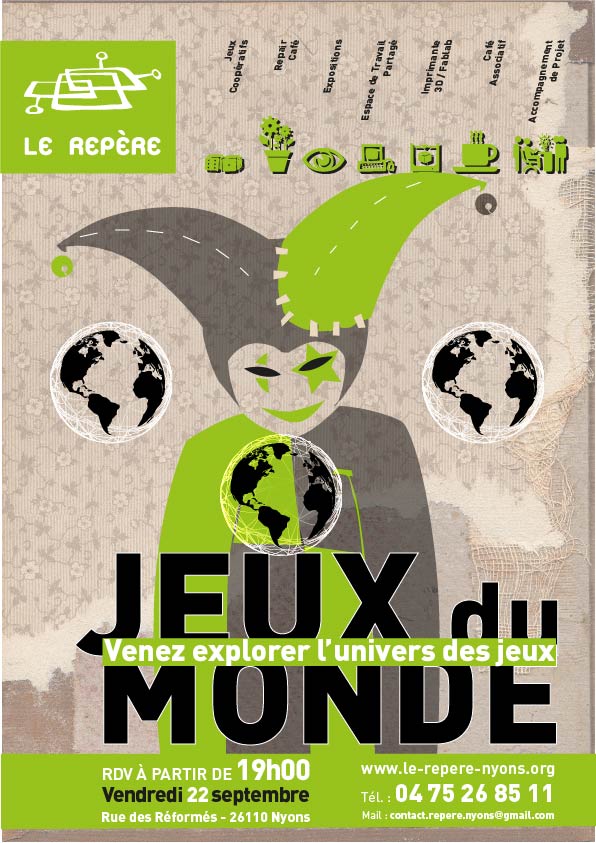 Jeux
Coopératifs
Repair
Café
Expositions
Espace de Travail
Partagé
Imprimante
3D / Fablab
Café
Associatif
Accompagnement
de Projet
LE REPÈRE
JEUX du
Venez explorer l'univers des jeux
MONDE
RDV À PARTIR DE 19h00
Vendredi 22 septembre
Rue des Réformés - 26110 Nyons
www.le-repere-nyons.org
Tél. : 04 75 26 85 11
Mail : contact.repere.nyons@gmail.com